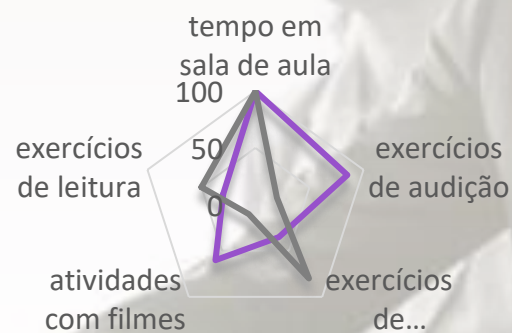 tempo em
sala de aula
100
50
0
exercícios
de audição
exercícios
de...
atividades
com filmes
exercícios
de leitura